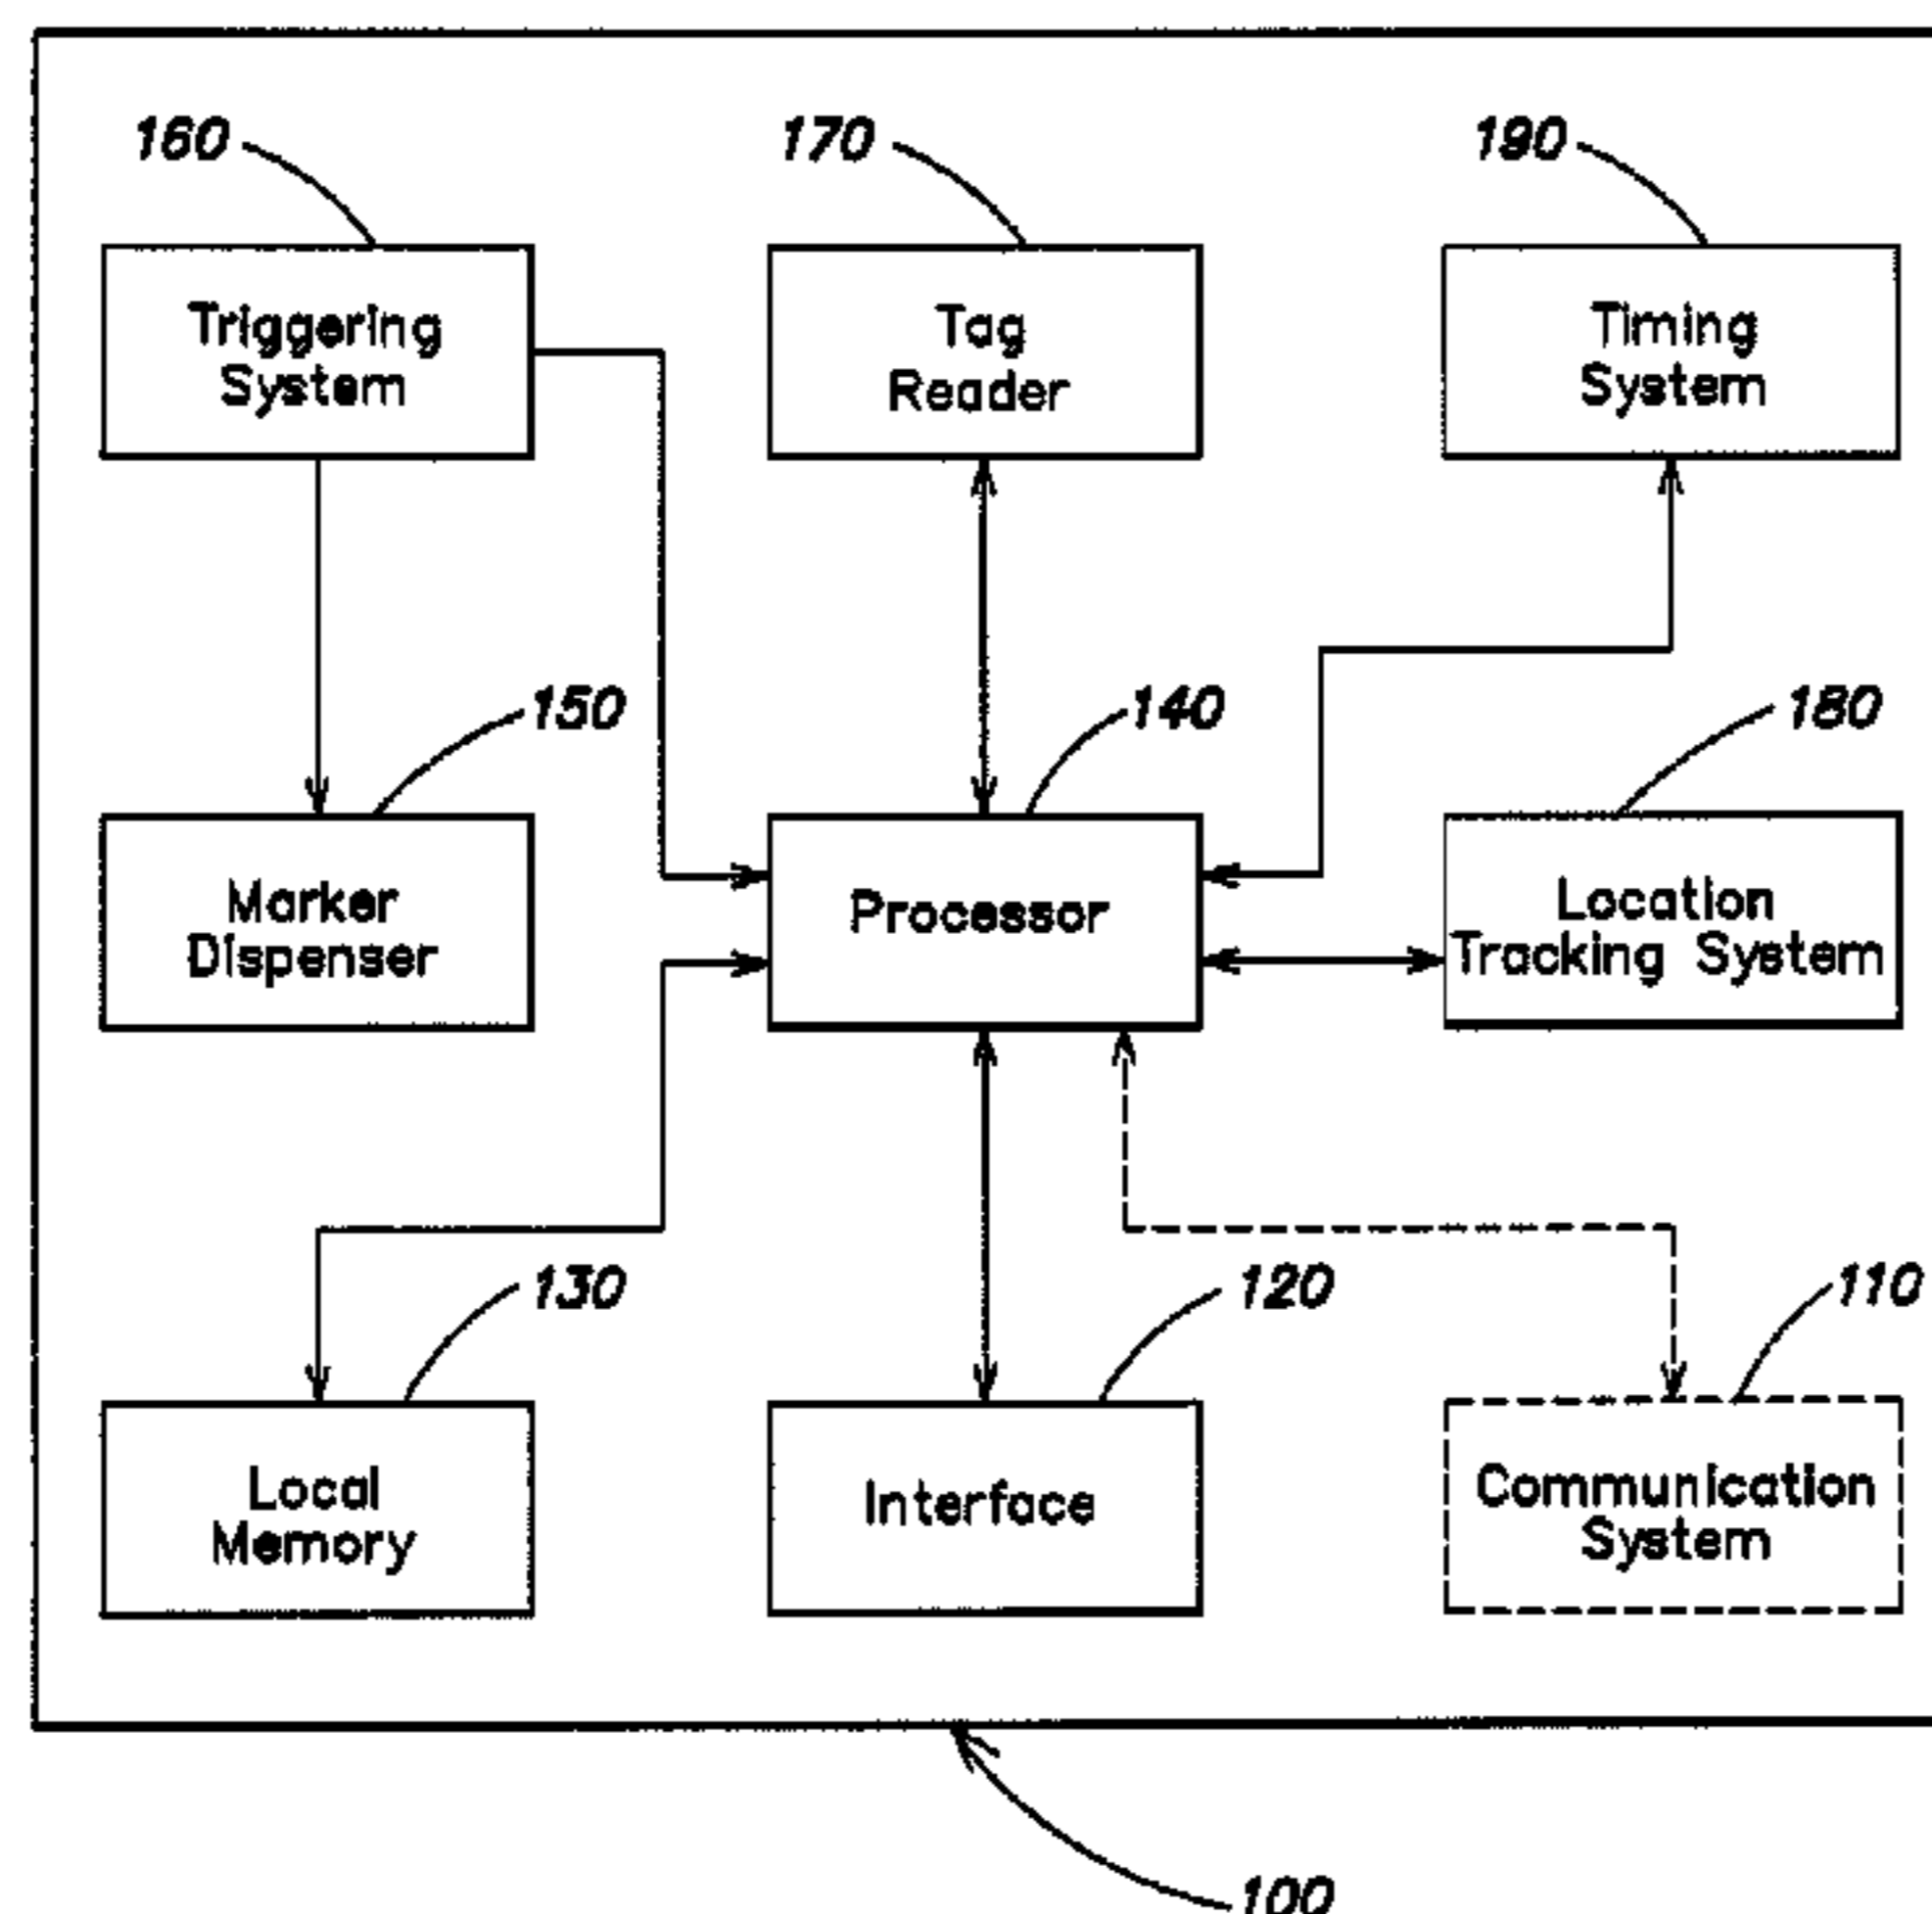 160
170
190
Triggering
System
Tag
Reader
Timing
System
150
140
180
Marker
Dispenser
Processor
Location
Tracking System
130
120
110
Local
Memory
Interface
Communication
System
100